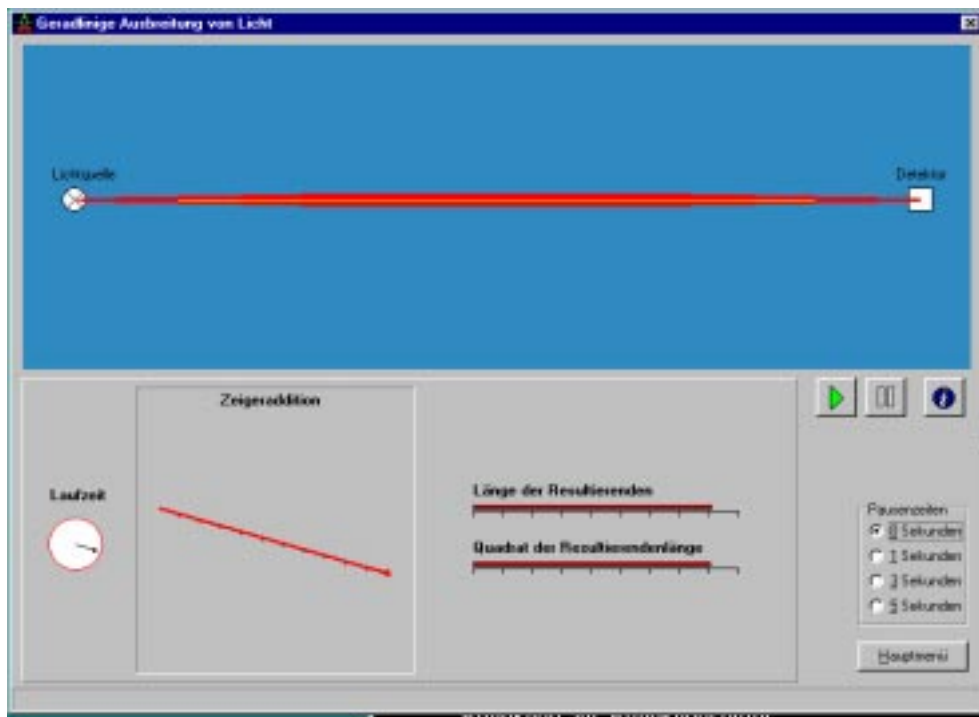 Geradlinige Ausbreitung von Licht
Lichtquelle
Detektor
Zeigeraddition
Laufzeit
Länge der Resultierenden
Quadrat der Resultierendenlänge
Pausenzeiten
0 Sekunden
1 Sekunden
3 Sekunden
5 Sekunden
Hauptmenü